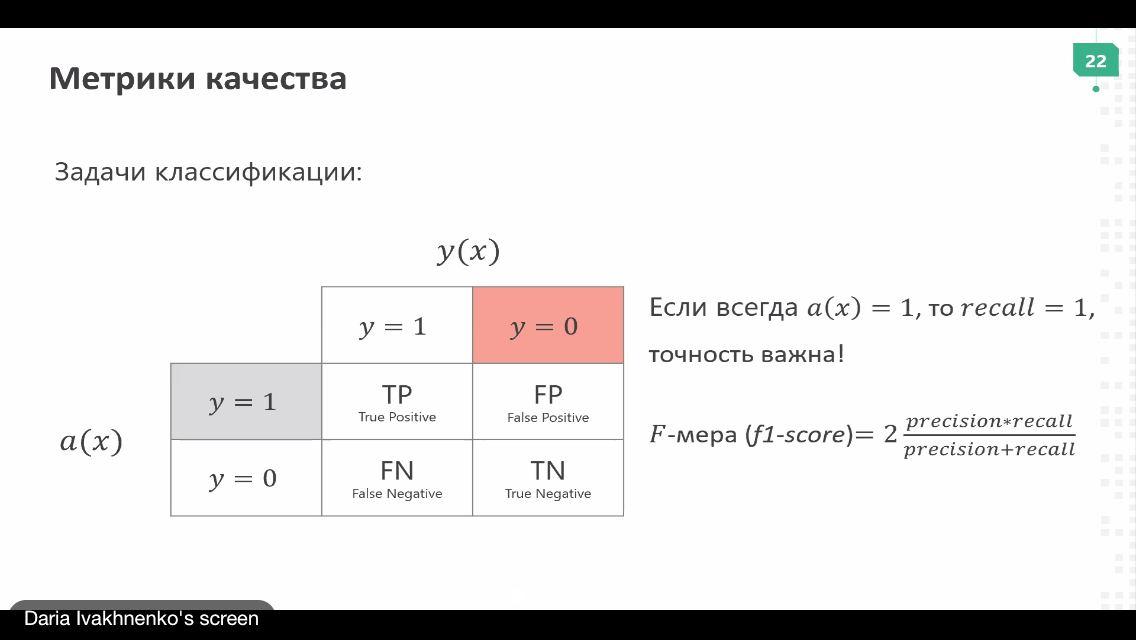 22
Метрики качества
Задачи классификации:
y(x)
y = 1
y = 0
Если всегда a(x) = 1, то recall = 1,
точность важна!
y = 1
TP
True Positive
FP
False Positive
a(x)
F-мера (f1-score)= 2 precision*recall / precision+recall
y = 0
FN
False Negative
TN
True Negative
Daria Ivakhnenko's screen